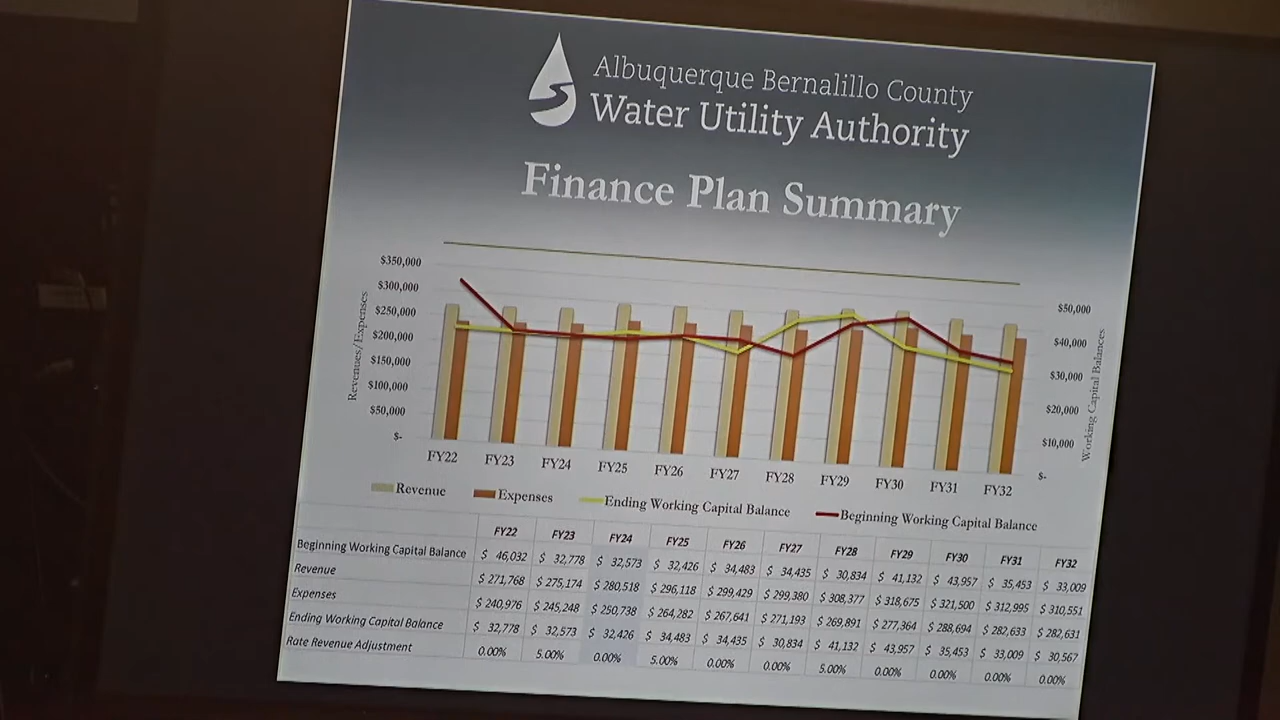 Albuquerque Bernalillo County
Water Utility Authority
Finance Plan Summary
Revenues/Expenses
$350,000
$300,000
$250,000
$200,000
$150,000
$100,000
$50,000
$-
$50,000
$40,000
$30,000
$20,000
$10,000
$-
Working Capital Balances
FY22 FY23 FY24 FY25 FY26 FY27 FY28 FY29 FY30 FY31 FY32
Revenue Expenses Ending Working Capital Balance Beginning Working Capital Balance
FY22 FY23 FY24 FY25 FY26 FY27 FY28 FY29 FY30 FY31 FY32
Beginning Working Capital Balance $ 46,032 $ 32,778 $ 32,573 $ 32,426 $ 34,483 $ 34,435 $ 30,834 $ 41,132 $ 43,957 $ 35,453 $ 33,009
Revenue $ 271,768 $ 275,174 $ 280,518 $ 296,118 $ 299,429 $ 299,380 $ 308,377 $ 318,675 $ 321,500 $ 312,995 $ 310,551
Expenses $ 240,976 $ 245,248 $ 250,738 $ 264,282 $ 267,641 $ 271,193 $ 269,891 $ 277,364 $ 288,694 $ 282,633 $ 282,631
Ending Working Capital Balance $ 32,778 $ 32,573 $ 32,426 $ 34,483 $ 34,435 $ 30,834 $ 41,132 $ 43,957 $ 35,453 $ 33,009 $ 30,567
Rate Revenue Adjustment 0.00% 5.00% 0.00% 5.00% 0.00% 0.00% 5.00% 0.00% 0.00% 0.00% 0.00%